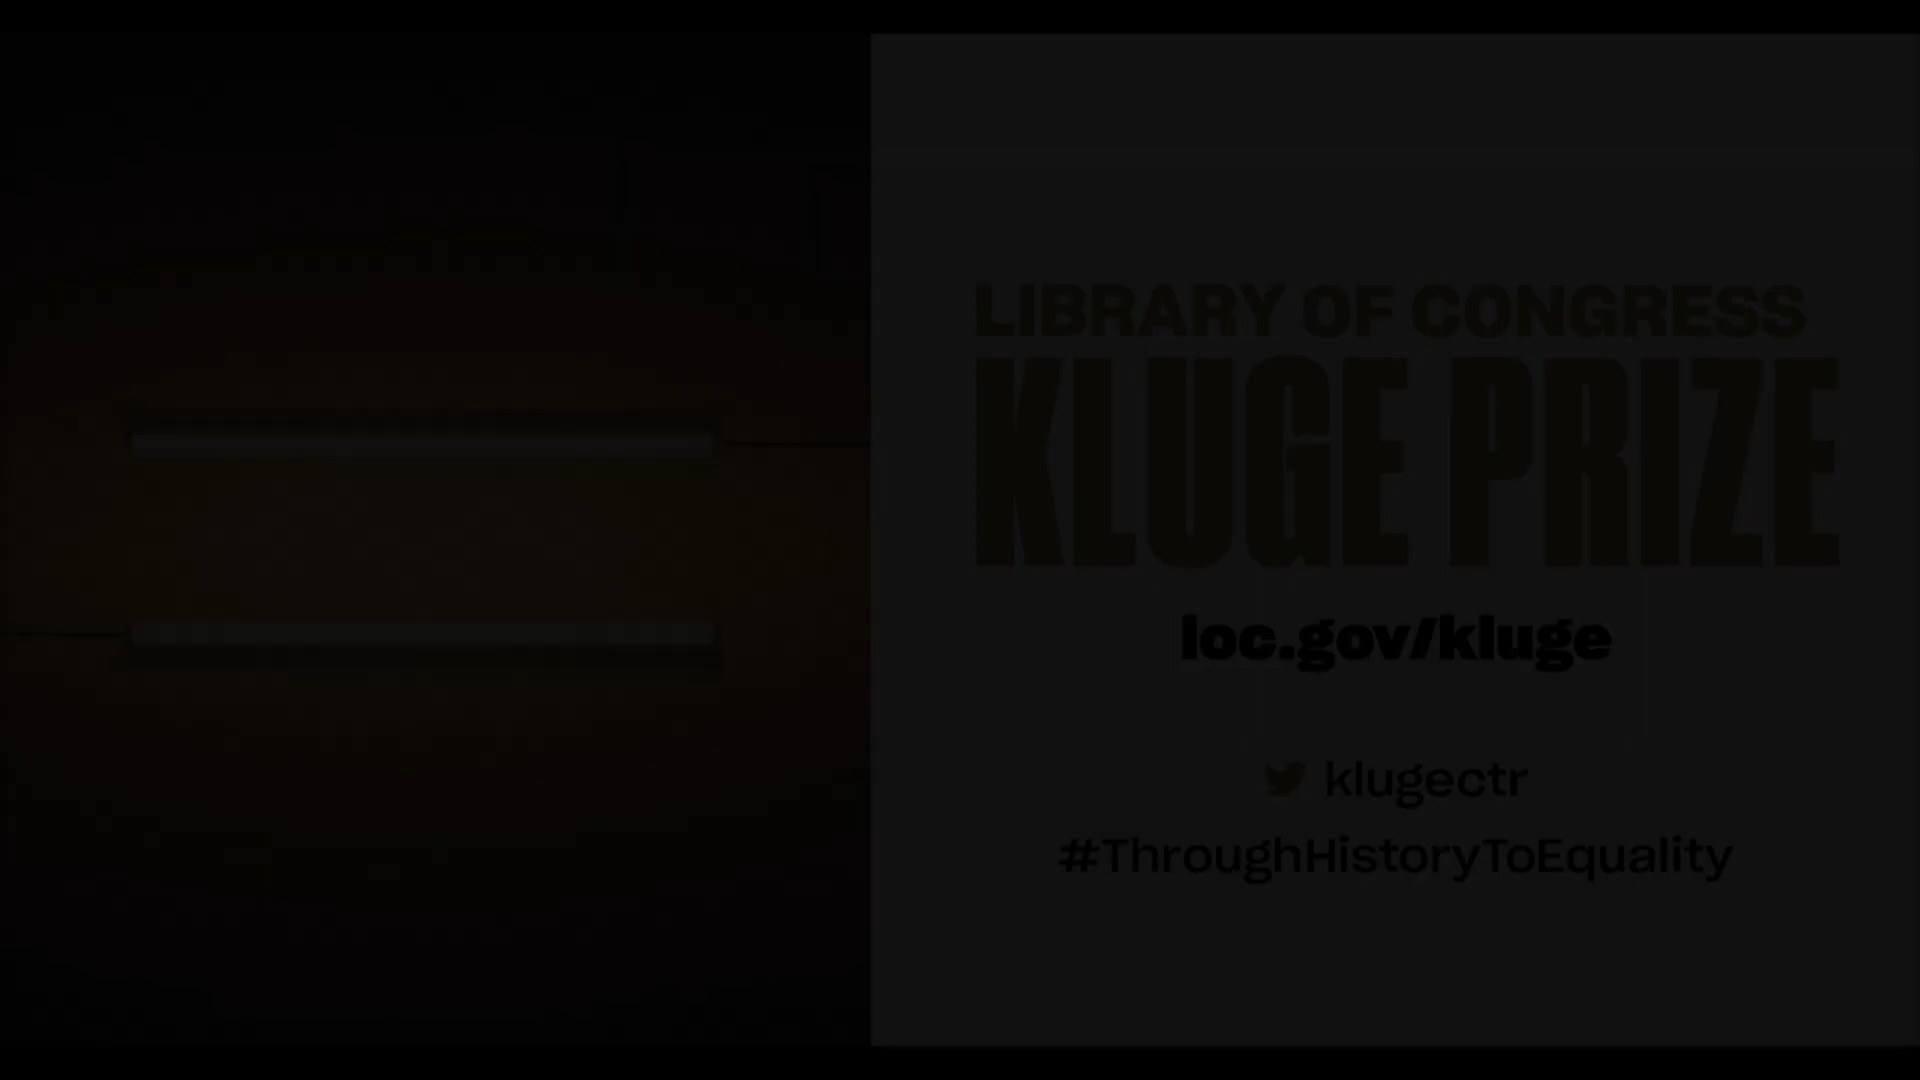 LIBRARY OF CONGRESS
KLUGE PRIZE
loc.gov/kluge
klugectr
#ThroughHistoryToEquality